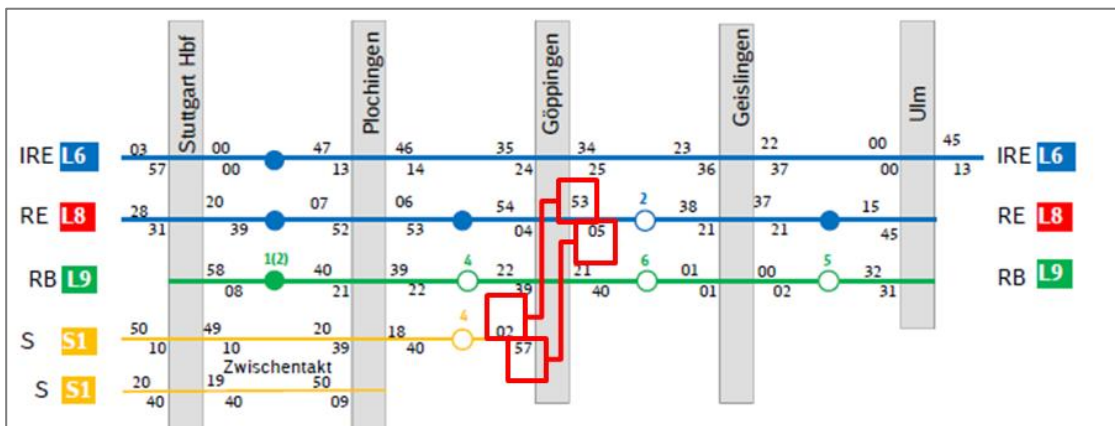 Stuttgart Hbf
Plochingen
Göppingen
Geislingen
Ulm
IRE L6 03 00 47 46 35 34 23 22 00 45 IRE L6
57 00 13 14 24 25 36 37 00 13
RE L8 28 20 07 06 54 53 2 38 37 15 RE L8
31 39 52 53 04 05 21 21 45
RB L9 58 1(2) 40 39 4 22 21 6 01 00 5 32 RB L9
08 21 22 39 40 01 02 31
S S1 50 49 20 18 4 02
10 10 39 40 57
Zwischentakt
S S1 20 19 50
40 40 09